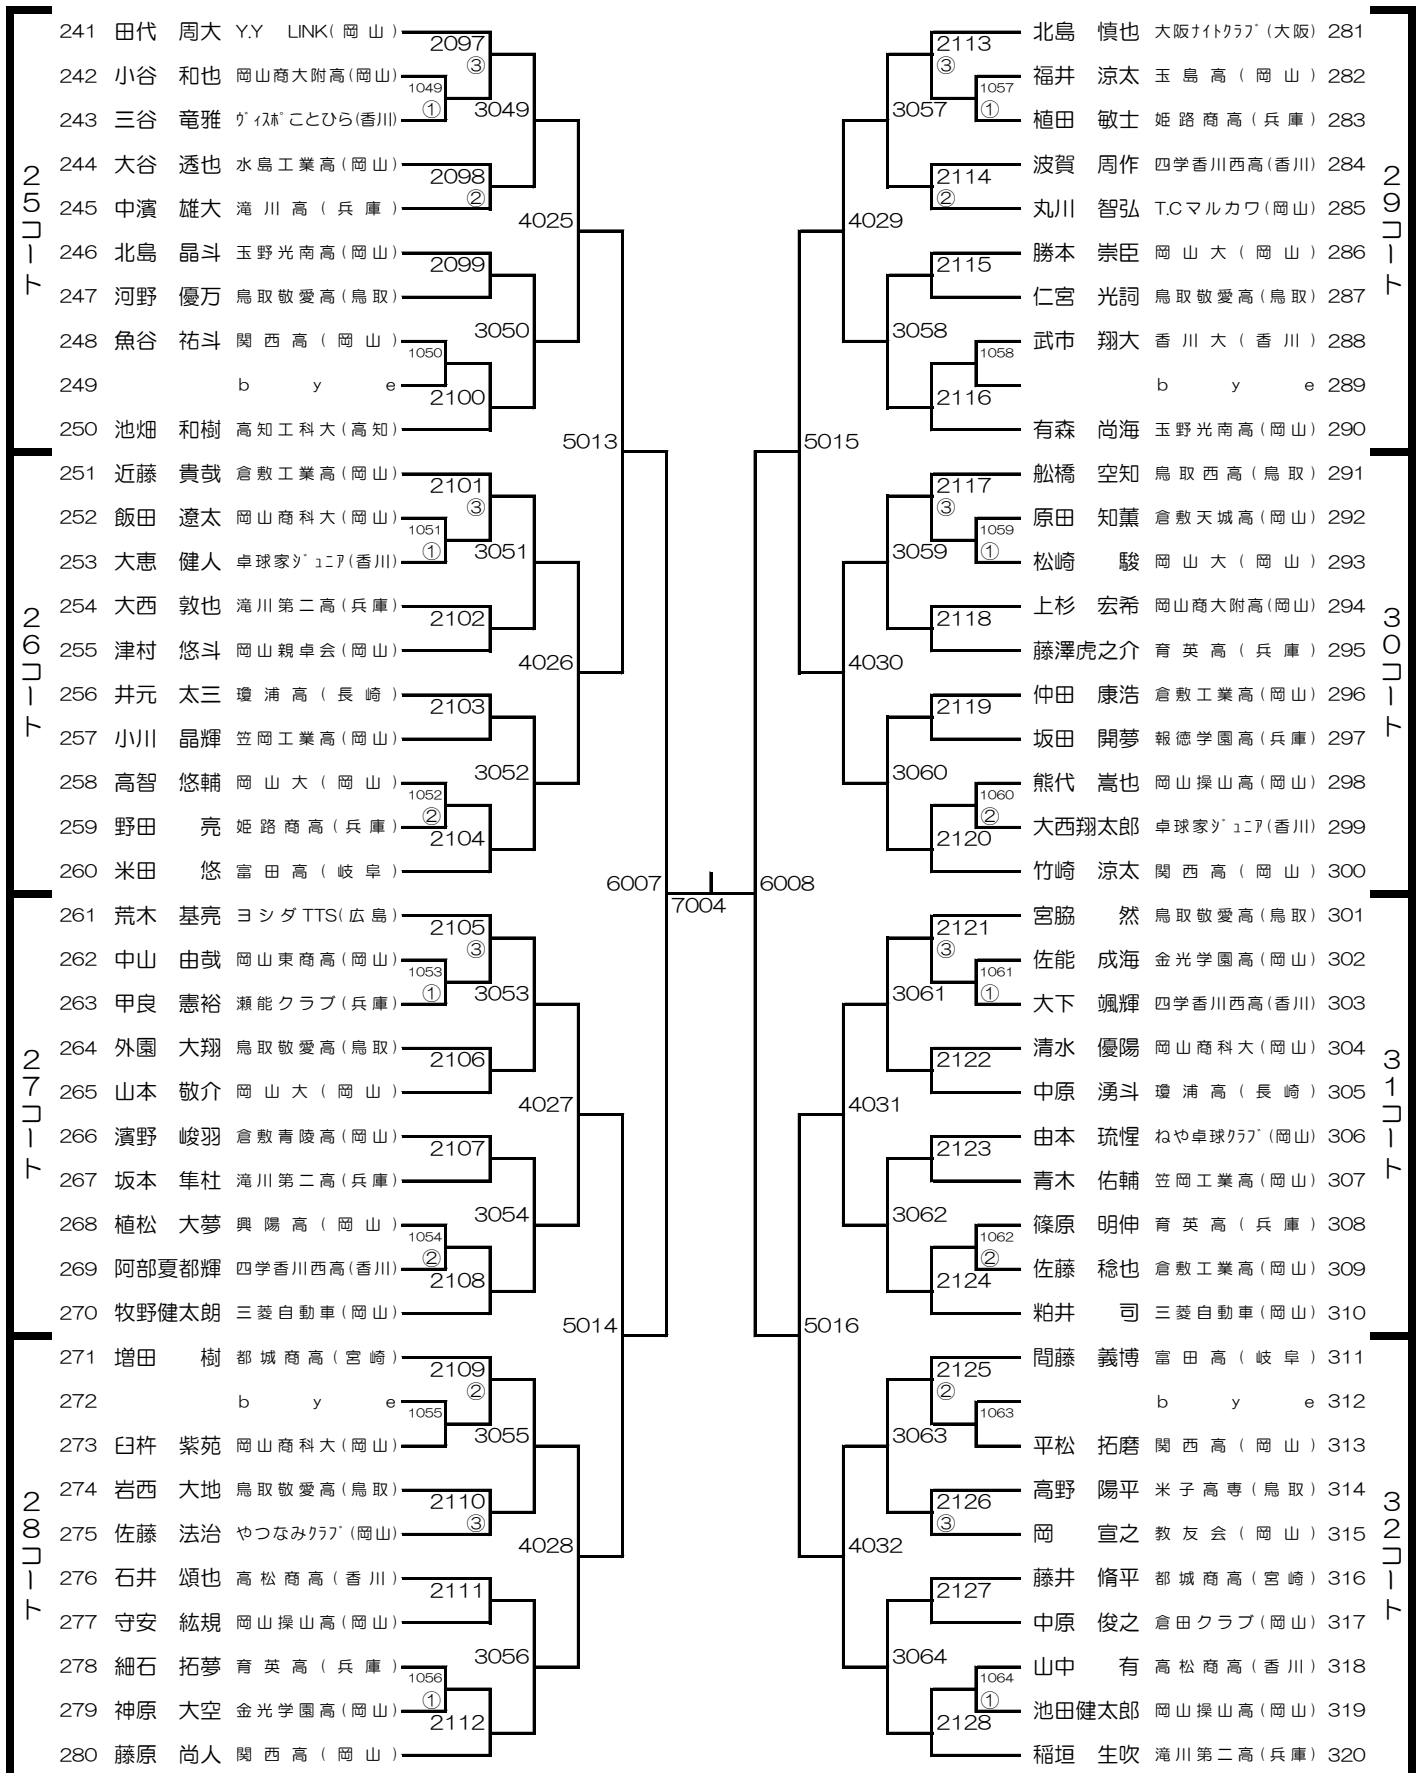 25コート
241 田代 周大 Y.Y LINK(岡山)
242 小谷 和也 岡山商大附高(岡山)
243 三谷 竜雅 ヴィスポことひら(香川)
244 大谷 透也 水島工業高(岡山)
245 中濱 雄大 滝川高(兵庫)
246 北島 晶斗 玉野光南高(岡山)
247 河野 優万 鳥取敬愛高(鳥取)
248 魚谷 祐斗 関西高(岡山)
249 bye
250 池畑 和樹 高知工科大(高知)
26コート
251 近藤 貴哉 倉敷工業高(岡山)
252 飯田 遼太 岡山商科大(岡山)
253 大恵 健人 卓球家ジュニア(香川)
254 大西 敦也 滝川第二高(兵庫)
255 津村 悠斗 岡山親卓会(岡山)
256 井元 太三 瓊浦高(長崎)
257 小川 晶輝 笠岡工業高(岡山)
258 高智 悠輔 岡山大(岡山)
259 野田 亮 姫路商高(兵庫)
260 米田 悠 富田高(岐阜)
27コート
261 荒木 基亮 ヨシダTTS(広島)
262 中山 由哉 岡山東商高(岡山)
263 甲良 憲裕 瀬能クラブ(兵庫)
264 外園 大翔 鳥取敬愛高(鳥取)
265 山本 敬介 岡山大(岡山)
266 濱野 峻羽 倉敷青陵高(岡山)
267 坂本 隼杜 滝川第二高(兵庫)
268 植松 大夢 興陽高(岡山)
269 阿部夏都輝 四学香川西高(香川)
270 牧野健太朗 三菱自動車(岡山)
28コート
271 増田 樹 都城商高(宮崎)
272 bye
273 臼杵 紫苑 岡山商科大(岡山)
274 岩西 大地 鳥取敬愛高(鳥取)
275 佐藤 法治 やつなみクラブ(岡山)
276 石井 頌也 高松商高(香川)
277 守安 紘規 岡山操山高(岡山)
278 細石 拓夢 育英高(兵庫)
279 神原 大空 金光学園高(岡山)
280 藤原 尚人 関西高(岡山)
1049 ①
1050
1051 ①
1052 ②
1053 ①
1054 ②
1055
1056 ①
2097 ③
2098 ②
2099
2100
2101 ③
2102
2103
2104
2105 ③
2106
2107
2108
2109 ②
2110 ③
2111
2112
3049
3050
3051
3052
3053
3054
3055
3056
4025
4026
4027
4028
5013
5014
6007
7004
6008
5015
5016
4029
4030
4031
4032
3057
3058
3059
3060
3061
3062
3063
3064
2113 ③
2114 ②
2115
2116
2117 ③
2118
2119
2120
2121 ③
2122
2123
2124
2125 ②
2126 ③
2127
2128
1057 ①
1058
1059 ①
1060 ②
1061 ①
1062 ②
1063
1064 ①
29コート
北島 慎也 大阪ナイトクラブ(大阪) 281
福井 涼太 玉島高(岡山) 282
植田 敏士 姫路商高(兵庫) 283
波賀 周作 四学香川西高(香川) 284
丸川 智弘 T.Cマルカワ(岡山) 285
勝本 崇臣 岡山大(岡山) 286
仁宮 光詞 鳥取敬愛高(鳥取) 287
武市 翔大 香川大(香川) 288
bye 289
有森 尚海 玉野光南高(岡山) 290
30コート
舩橋 空知 鳥取西高(鳥取) 291
原田 知薫 倉敷天城高(岡山) 292
松崎 駿 岡山大(岡山) 293
上杉 宏希 岡山商大附高(岡山) 294
藤澤虎之介 育英高(兵庫) 295
仲田 康浩 倉敷工業高(岡山) 296
坂田 開夢 報徳学園高(兵庫) 297
熊代 嵩也 岡山操山高(岡山) 298
大西翔太郎 卓球家ジュニア(香川) 299
竹崎 涼太 関西高(岡山) 300
31コート
宮脇 然 鳥取敬愛高(鳥取) 301
佐能 成海 金光学園高(岡山) 302
大下 颯輝 四学香川西高(香川) 303
清水 優陽 岡山商科大(岡山) 304
中原 湧斗 瓊浦高(長崎) 305
由本 琉惺 ねや卓球クラブ(岡山) 306
青木 佑輔 笠岡工業高(岡山) 307
篠原 明伸 育英高(兵庫) 308
佐藤 稔也 倉敷工業高(岡山) 309
粕井 司 三菱自動車(岡山) 310
32コート
間藤 義博 富田高(岐阜) 311
bye 312
平松 拓磨 関西高(岡山) 313
高野 陽平 米子高専(鳥取) 314
岡 宣之 教友会(岡山) 315
藤井 脩平 都城商高(宮崎) 316
中原 俊之 倉田クラブ(岡山) 317
山中 有 高松商高(香川) 318
池田健太郎 岡山操山高(岡山) 319
稲垣 生吹 滝川第二高(兵庫) 320